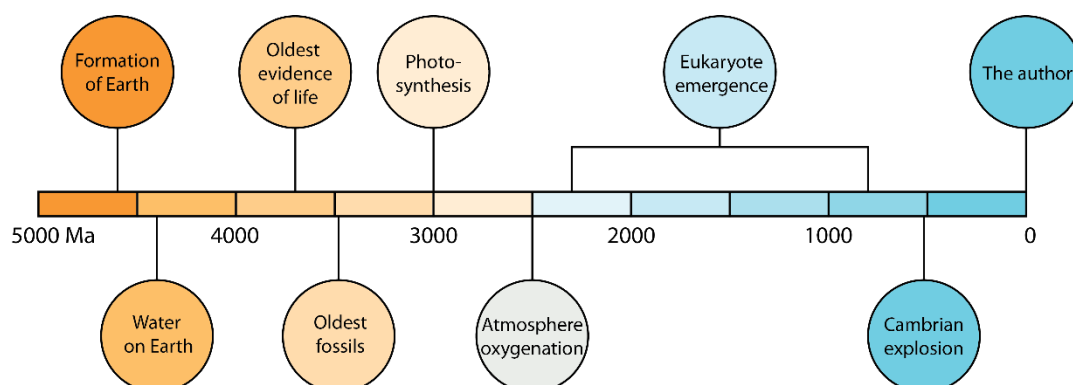 Formation
of Earth
Oldest
evidence
of life
Photo-
synthesis
Eukaryote
emergence
The author
5000 Ma
4000
3000
2000
1000
0
Water
on Earth
Oldest
fossils
Atmosphere
oxygenation
Cambrian
explosion